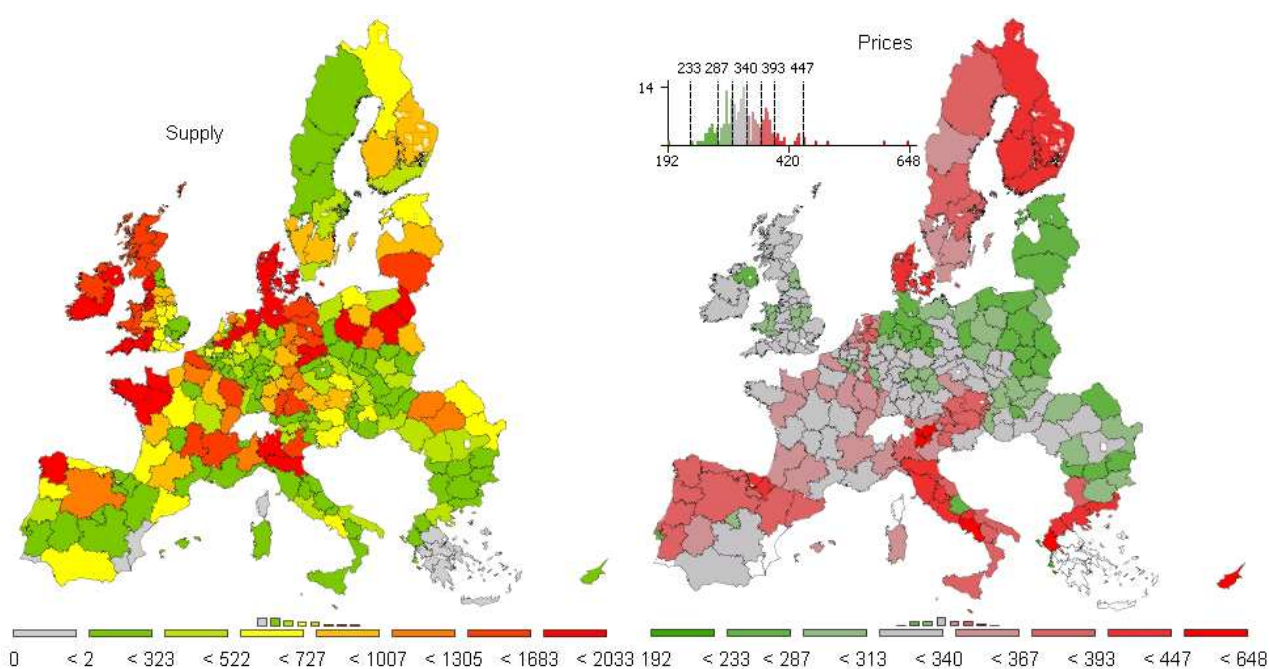 Supply
Prices
233 287 340 393 447
14
192 420 648
0 < 2 < 323 < 522 < 727 < 1007 < 1305 < 1683 < 2033
192 < 233 < 287 < 313 < 340 < 367 < 393 < 447 < 649